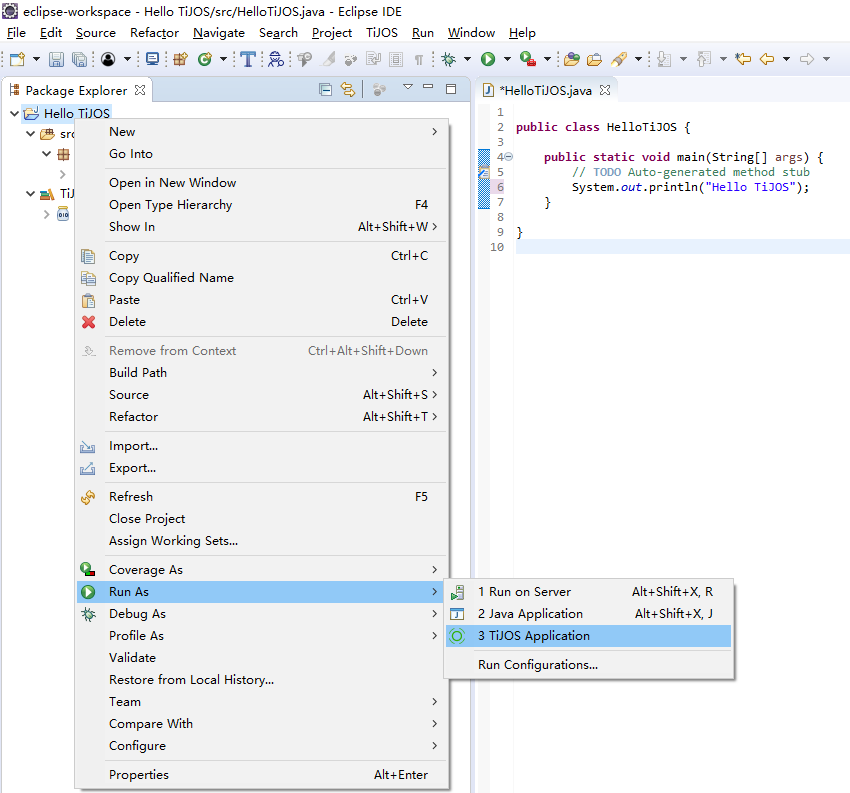 eclipse-workspace - Hello TiJOS/src/HelloTiJOS.java - Eclipse IDE
File Edit Source Refactor Navigate Search Project TiJOS Run Window Help
Package Explorer
*HelloTiJOS.java
Hello TiJOS
src
TiJ
New
Go Into
Open in New Window
Open Type Hierarchy F4
Show In Alt+Shift+W
Copy Ctrl+C
Copy Qualified Name
Paste Ctrl+V
Delete Delete
Remove from Context Ctrl+Alt+Shift+Down
Build Path
Source Alt+Shift+S
Refactor Alt+Shift+T
Import...
Export...
Refresh F5
Close Project
Assign Working Sets...
Coverage As
Run As
Debug As
Profile As
Validate
Restore from Local History...
Team
Compare With
Configure
Properties Alt+Enter
1 Run on Server Alt+Shift+X, R
2 Java Application Alt+Shift+X, J
3 TiJOS Application
Run Configurations...
1
2 public class HelloTiJOS {
3
4 public static void main(String[] args) {
5 // TODO Auto-generated method stub
6 System.out.println("Hello TiJOS");
7 }
8
9 }
10